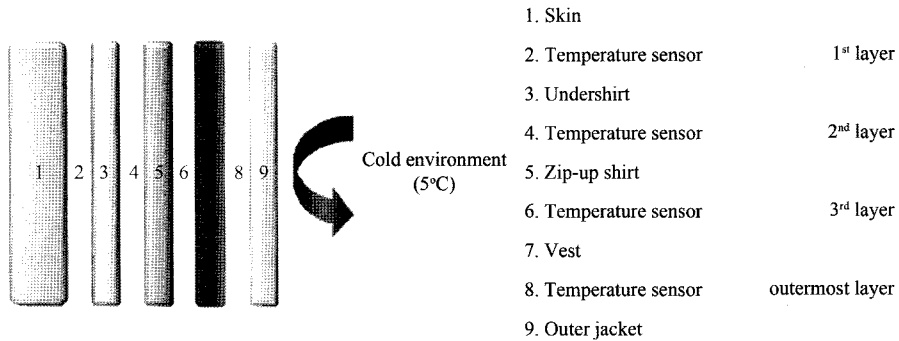 1 2 3 4 5 6 8 9
Cold environment
(5°C)
1. Skin
2. Temperature sensor 1st layer
3. Undershirt
4. Temperature sensor 2nd layer
5. Zip-up shirt
6. Temperature sensor 3rd layer
7. Vest
8. Temperature sensor outermost layer
9. Outer jacket